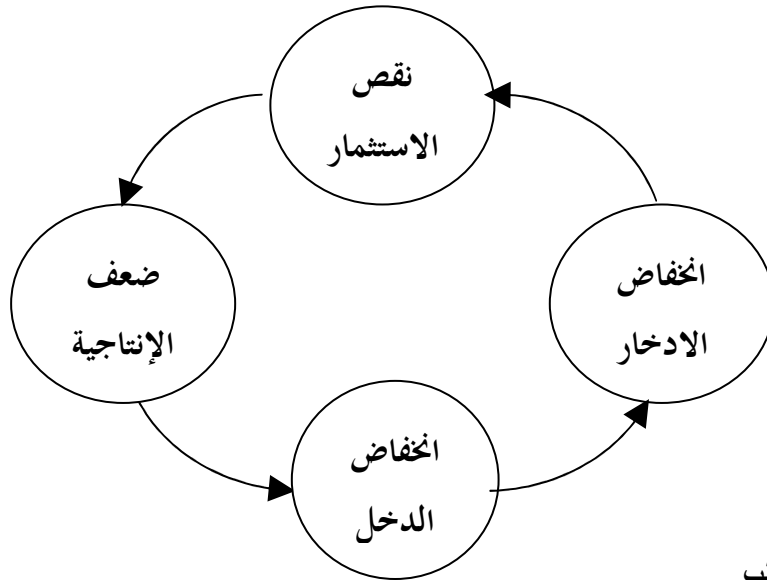 نقص
الاستثمار
ضعف
الإنتاجية
انخفاض
الادخار
انخفاض
الدخل